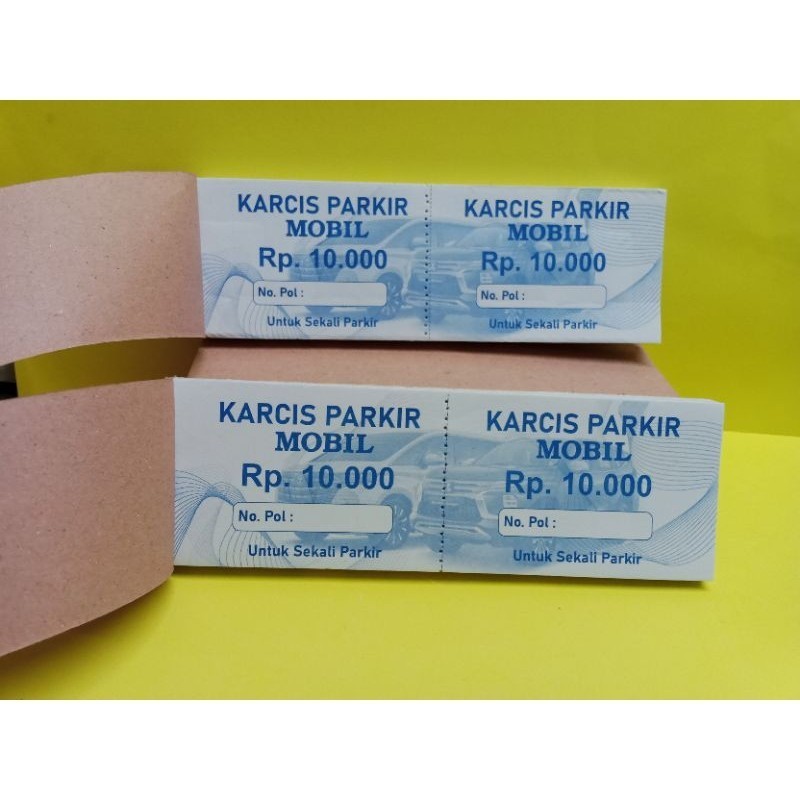 KARCIS PARKIR
MOBIL
Rp. 10.000
No. Pol :
Untuk Sekali Parkir
KARCIS PARKIR
MOBIL
Rp. 10.000
No. Pol :
Untuk Sekali Parkir
KARCIS PARKIR
MOBIL
Rp. 10.000
No. Pol :
Untuk Sekali Parkir
KARCIS PARKIR
MOBIL
Rp. 10.000
No. Pol :
Untuk Sekali Parkir